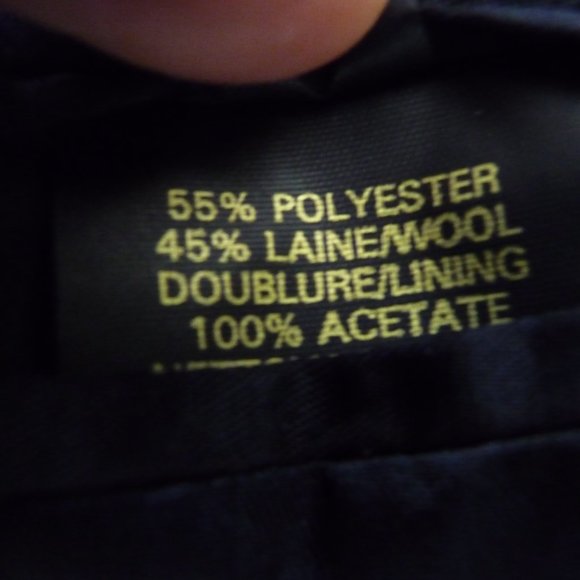 55% POLYESTER
45% LAINE/WOOL
DOUBLURE/LINING
100% ACETATE